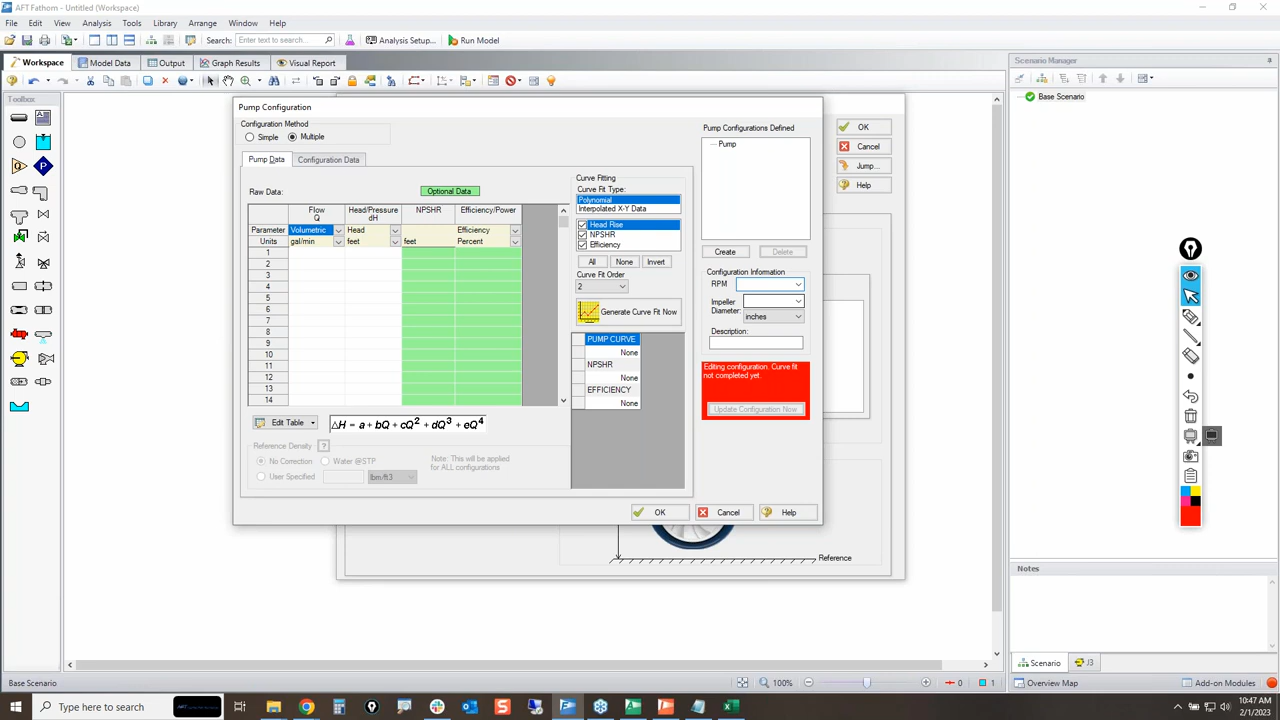 AFT Fathom - Untitled (Workspace)
File Edit View Analysis Tools Library Arrange Window Help
Search: Enter text to search... Analysis Setup... Run Model
Workspace Model Data Output Graph Results Visual Report
Scenario Manager
Base Scenario
Toolbox
Pump Configuration
Configuration Method
Simple Multiple
Pump Data Configuration Data
Raw Data: Optional Data
Flow Head/Pressure NPSHR Efficiency/Power
Q dH
Parameter Volumetric Head Efficiency
Units gal/min feet feet Percent
1
2
3
4
5
6
7
8
9
10
11
12
13
14
Edit Table
△H = a + bQ + cQ² + dQ³ + eQ⁴
Reference Density ?
No Correction Water @STP
User Specified lbm/ft3
Note: This will be applied
for ALL configurations
Curve Fitting
Curve Fit Type:
Polynomial
Interpolated X-Y Data
Head Rise
NPSHR
Efficiency
All None Invert
Curve Fit Order
2
Generate Curve Fit Now
PUMP CURVE
None
NPSHR
None
EFFICIENCY
None
Pump Configurations Defined
Pump
Create Delete
Configuration Information
RPM
Impeller
Diameter:
inches
Description:
Editing configuration. Curve fit
not completed yet.
Update Configuration Now
OK Cancel Help
OK
Cancel
Jump...
Help
Reference
Notes
Scenario J3
Base Scenario 100% 0 1 Overview Map Add-on Modules
Type here to search
10:47 AM
2/1/2023